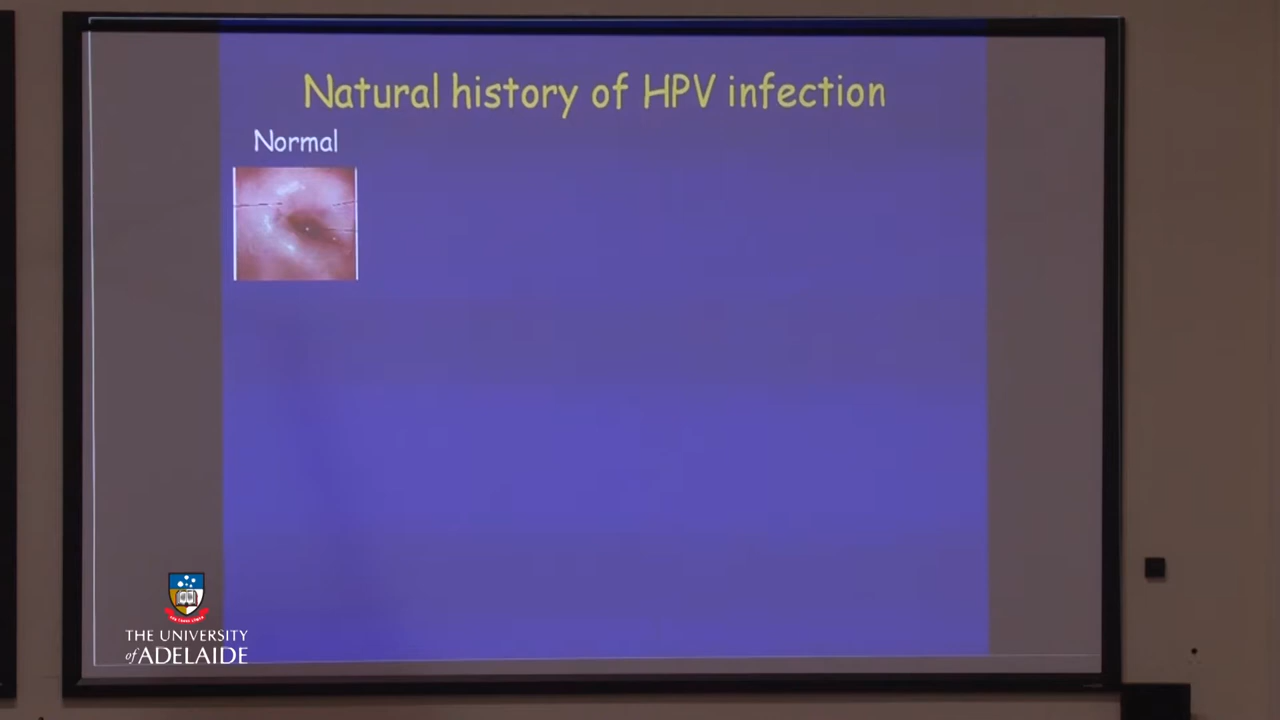 Natural history of HPV infection
Normal
THE UNIVERSITY
of ADELAIDE